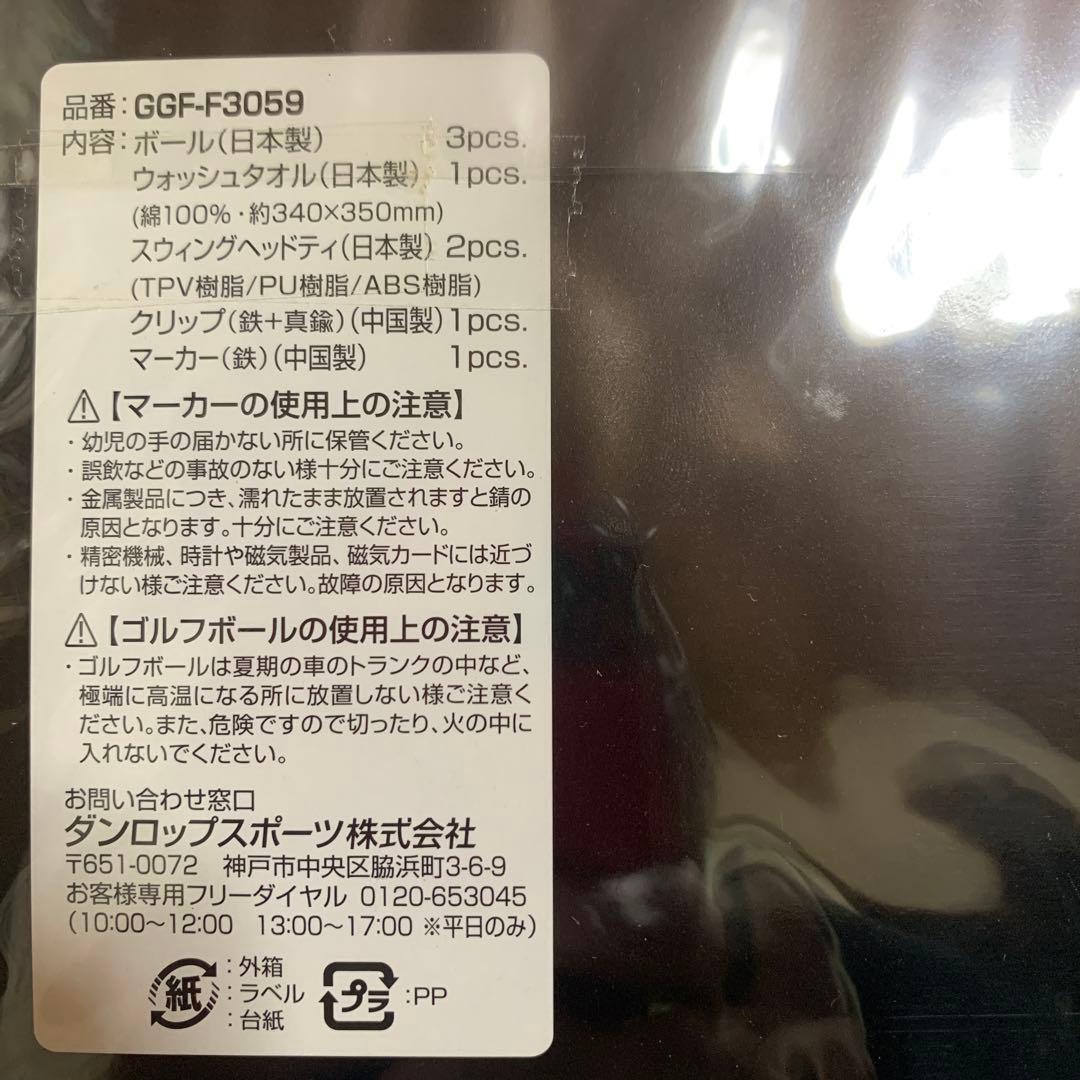 品番：GGF-F3059
内容：ボール(日本製) 3pcs.
ウォッシュタオル(日本製) 1pcs.
(綿100%・約340×350mm)
スウィングヘッドティ(日本製) 2pcs.
(TPV樹脂/PU樹脂/ABS樹脂)
クリップ(鉄＋真鍮)(中国製)1pcs.
マーカー(鉄)(中国製) 1pcs.
⚠【マーカーの使用上の注意】
・幼児の手の届かない所に保管ください。
・誤飲などの事故のない様十分にご注意ください。
・金属製品につき、濡れたまま放置されますと錆の
原因となります。十分にご注意ください。
・精密機械、時計や磁気製品、磁気カードには近づ
けない様ご注意ください。故障の原因となります。
⚠【ゴルフボールの使用上の注意】
・ゴルフボールは夏期の車のトランクの中など、
極端に高温になる所に放置しない様ご注意く
ださい。また、危険ですので切ったり、火の中に
入れないでください。
お問い合わせ窓口
ダンロップスポーツ株式会社
〒651-0072 神戸市中央区脇浜町3-6-9
お客様専用フリーダイヤル 0120-653045
(10:00〜12:00 13:00〜17:00 ※平日のみ)
紙 ：外箱
：ラベル
：台紙
プラ ：PP